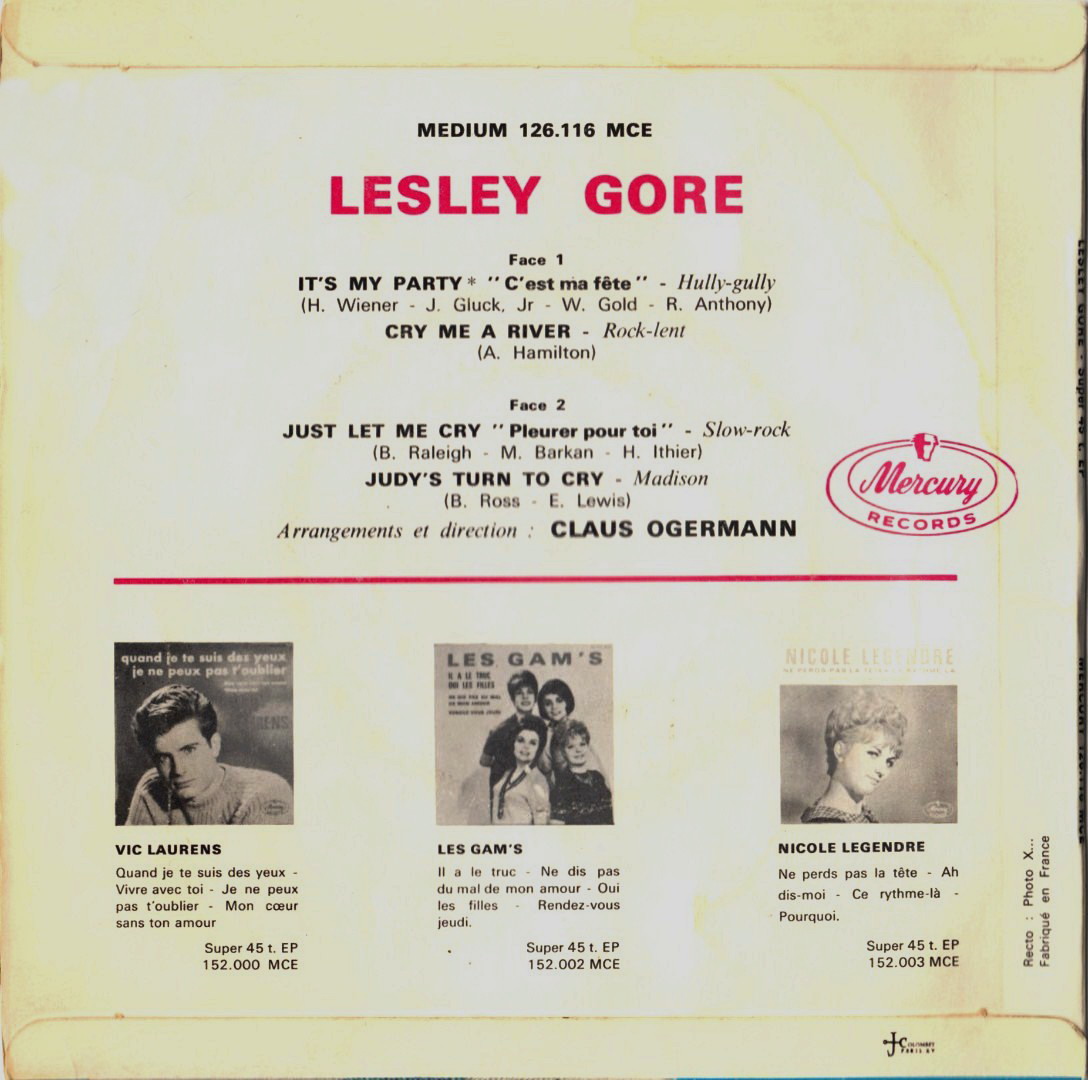 MEDIUM 126.116 MCE
LESLEY GORE
Face 1
IT'S MY PARTY * "C'est ma fête" - Hully-gully
(H. Wiener - J. Gluck, Jr - W. Gold - R. Anthony)
CRY ME A RIVER - Rock-lent
(A. Hamilton)
Face 2
JUST LET ME CRY "Pleurer pour toi" - Slow-rock
(B. Raleigh - M. Barkan - H. Ithier)
JUDY'S TURN TO CRY - Madison
(B. Ross - E. Lewis)
Arrangements et direction : CLAUS OGERMANN
Mercury
RECORDS
quand je te suis des yeux
je ne peux pas t'oublier
LES GAM'S
IL A LE TRUC
OUI LES FILLES
NICOLE LEGENDRE
VIC LAURENS
Quand je te suis des yeux -
Vivre avec toi - Je ne peux
pas t'oublier - Mon cœur
sans ton amour
Super 45 t. EP
152.000 MCE
LES GAM'S
Il a le truc - Ne dis pas
du mal de mon amour - Oui
les filles - Rendez-vous
jeudi.
Super 45 t. EP
152.002 MCE
NICOLE LEGENDRE
Ne perds pas la tête - Ah
dis-moi - Ce rythme-là -
Pourquoi.
Super 45 t. EP
152.003 MCE
Recto : Photo X...
Fabriqué en France